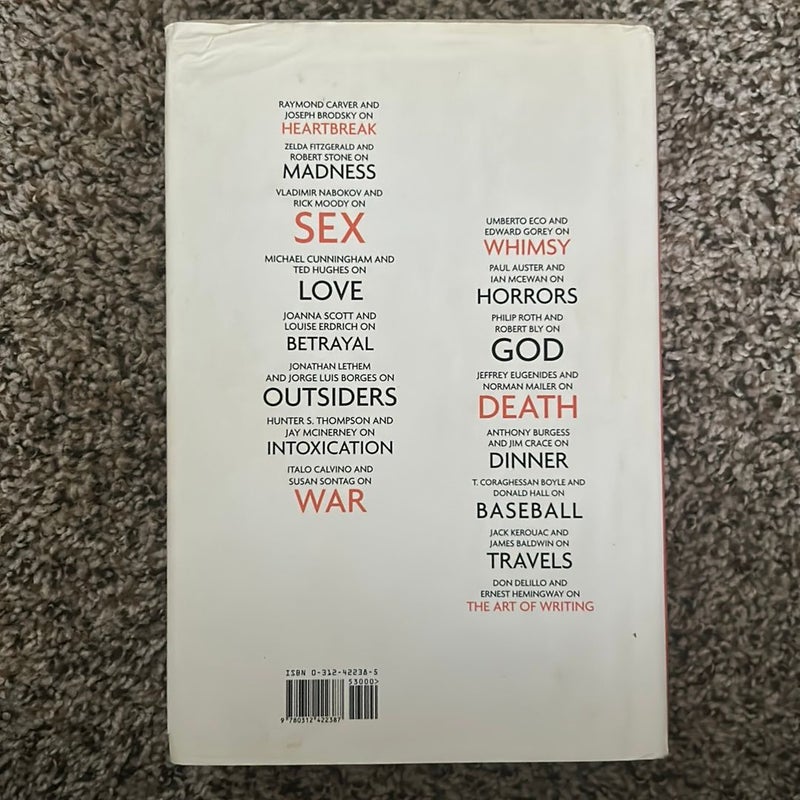 RAYMOND CARVER AND
JOSEPH BRODSKY ON
HEARTBREAK
ZELDA FITZGERALD AND
ROBERT STONE ON
MADNESS
VLADIMIR NABOKOV AND
RICK MOODY ON
SEX
MICHAEL CUNNINGHAM AND
TED HUGHES ON
LOVE
JOANNA SCOTT AND
LOUISE ERDRICH ON
BETRAYAL
JONATHAN LETHEM
AND JORGE LUIS BORGES ON
OUTSIDERS
HUNTER S. THOMPSON AND
JAY MCINERNEY ON
INTOXICATION
ITALO CALVINO AND
SUSAN SONTAG ON
WAR
UMBERTO ECO AND
EDWARD GOREY ON
WHIMSY
PAUL AUSTER AND
IAN MCEWAN ON
HORRORS
PHILIP ROTH AND
ROBERT BLY ON
GOD
JEFFREY EUGENIDES AND
NORMAN MAILER ON
DEATH
ANTHONY BURGESS
AND JIM CRACE ON
DINNER
T. CORAGHESSAN BOYLE AND
DONALD HALL ON
BASEBALL
JACK KEROUAC AND
JAMES BALDWIN ON
TRAVELS
DON DELILLO AND
ERNEST HEMINGWAY ON
THE ART OF WRITING
ISBN 0-312-42238-5
53000>
9 780312 422387